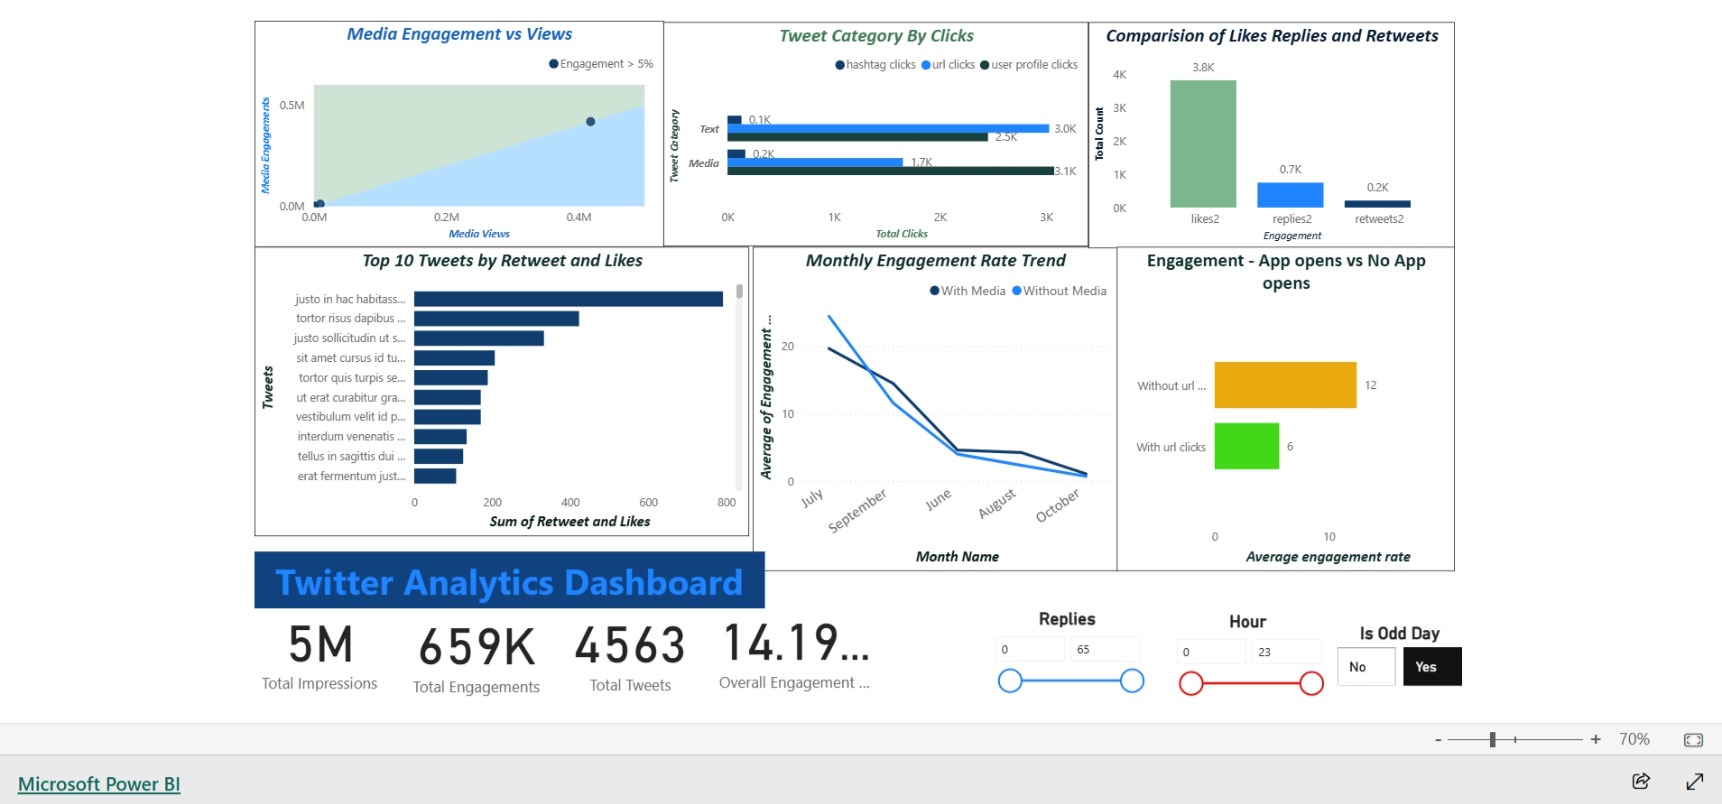 Media Engagement vs Views
Engagement > 5%
Media Engagements
0.5M
0.0M
0.0M 0.2M 0.4M
Media Views
Tweet Category By Clicks
hashtag clicks url clicks user profile clicks
Tweet Category
Text
0.1K
3.0K
2.5K
Media
0.2K
1.7K
3.1K
0K 1K 2K 3K
Total Clicks
Comparision of Likes Replies and Retweets
Total Count
4K
3K
2K
1K
0K
3.8K
0.7K
0.2K
likes2 replies2 retweets2
Engagement
Top 10 Tweets by Retweet and Likes
Tweets
justo in hac habitass...
tortor risus dapibus ...
justo sollicitudin ut s...
sit amet cursus id tu...
tortor quis turpis se...
ut erat curabitur gra...
vestibulum velit id p...
interdum venenatis ...
tellus in sagittis dui ...
erat fermentum just...
0 200 400 600 800
Sum of Retweet and Likes
Monthly Engagement Rate Trend
With Media Without Media
Average of Engagement ...
20
10
0
July September June August October
Month Name
Engagement - App opens vs No App
opens
Without url ... 12
With url clicks 6
0 10
Average engagement rate
Twitter Analytics Dashboard
5M
Total Impressions
659K
Total Engagements
4563
Total Tweets
14.19...
Overall Engagement ...
Replies
0 65
Hour
0 23
Is Odd Day
No Yes
- + 70%
Microsoft Power BI